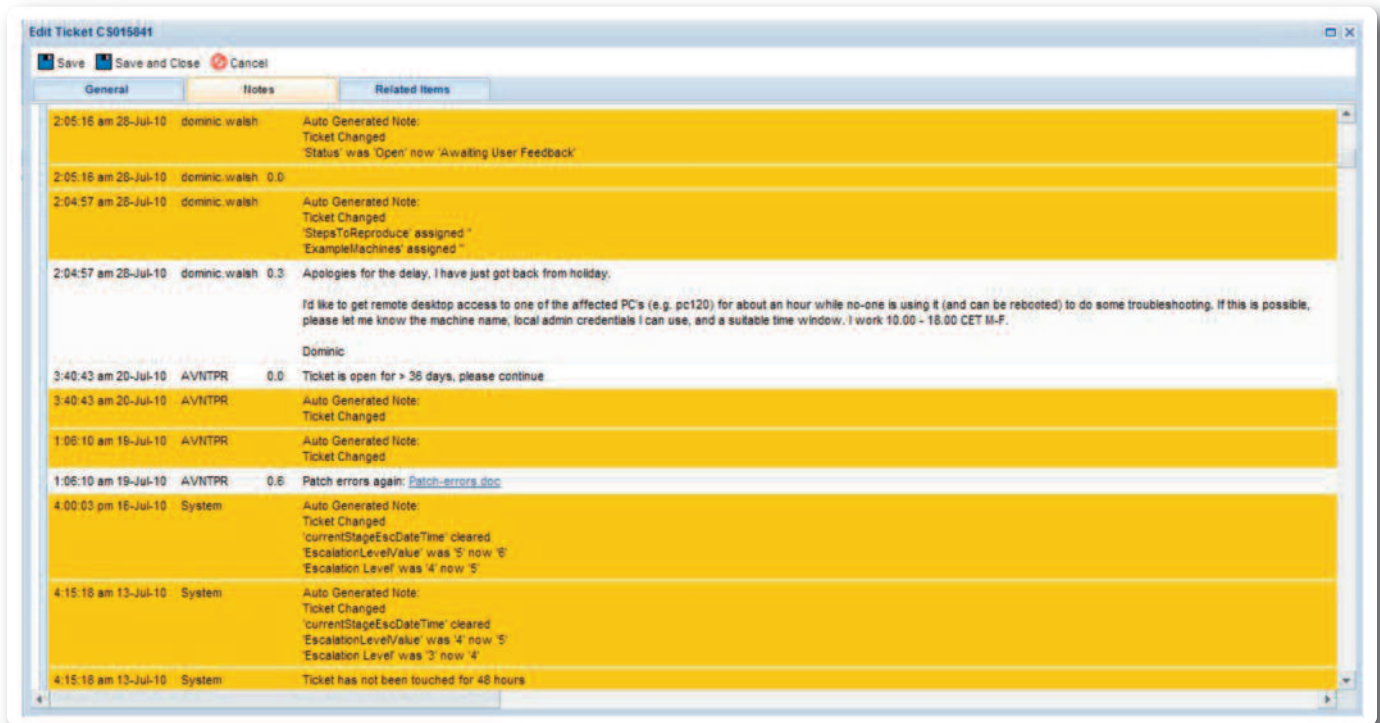 Edit Ticket CS015841
Save Save and Close Cancel
General Notes Related Items
2:05:16 am 28-Jul-10 dominic.walsh Auto Generated Note:
Ticket Changed
'Status' was 'Open' now 'Awaiting User Feedback'
2:05:16 am 28-Jul-10 dominic.walsh 0.0
2:04:57 am 28-Jul-10 dominic.walsh Auto Generated Note:
Ticket Changed
'StepsToReproduce' assigned ''
'ExampleMachines' assigned ''
2:04:57 am 28-Jul-10 dominic.walsh 0.3 Apologies for the delay, I have just got back from holiday.
I'd like to get remote desktop access to one of the affected PC's (e.g. pc120) for about an hour while no-one is using it (and can be rebooted) to do some troubleshooting. If this is possible,
please let me know the machine name, local admin credentials I can use, and a suitable time window. I work 10.00 - 18.00 CET M-F.
Dominic
3:40:43 am 20-Jul-10 AVNTPR 0.0 Ticket is open for > 36 days, please continue
3:40:43 am 20-Jul-10 AVNTPR Auto Generated Note:
Ticket Changed
1:06:10 am 19-Jul-10 AVNTPR Auto Generated Note:
Ticket Changed
1:06:10 am 19-Jul-10 AVNTPR 0.6 Patch errors again: Patch-errors.doc
4:00:03 pm 16-Jul-10 System Auto Generated Note:
Ticket Changed
'currentStageEscDateTime' cleared
'EscalationLevelValue' was '5' now '6'
'Escalation Level' was '4' now '5'
4:15:18 am 13-Jul-10 System Auto Generated Note:
Ticket Changed
'currentStageEscDateTime' cleared
'EscalationLevelValue' was '4' now '5'
'Escalation Level' was '3' now '4'
4:15:18 am 13-Jul-10 System Ticket has not been touched for 48 hours